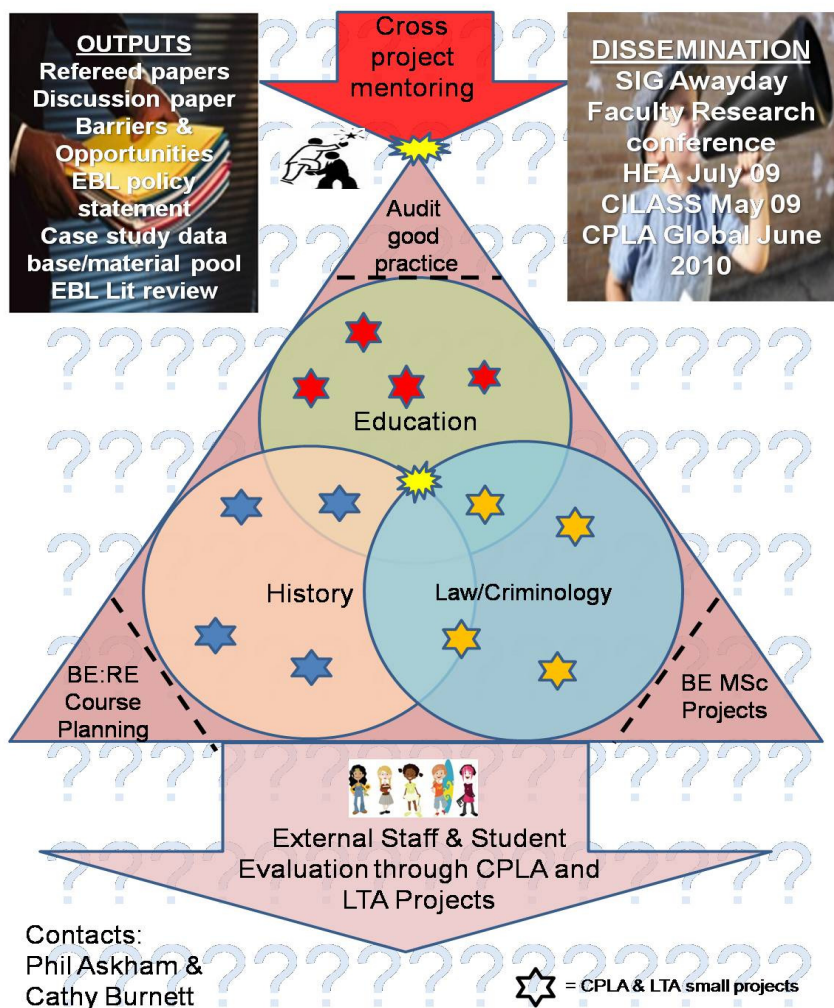 OUTPUTS
Refereed papers
Discussion paper
Barriers &
Opportunities
EBL policy
statement
Case study data
base/material pool
EBL Lit review
Cross
project
mentoring
DISSEMINATION
SIG Awayday
Faculty Research
conference
HEA July 09
CILASS May 09
CPLA Global June
2010
Audit
good
practice
Education
History
Law/Criminology
BE:RE
Course
Planning
BE MSc
Projects
External Staff & Student
Evaluation through CPLA and
LTA Projects
Contacts:
Phil Askham &
Cathy Burnett
= CPLA & LTA small projects